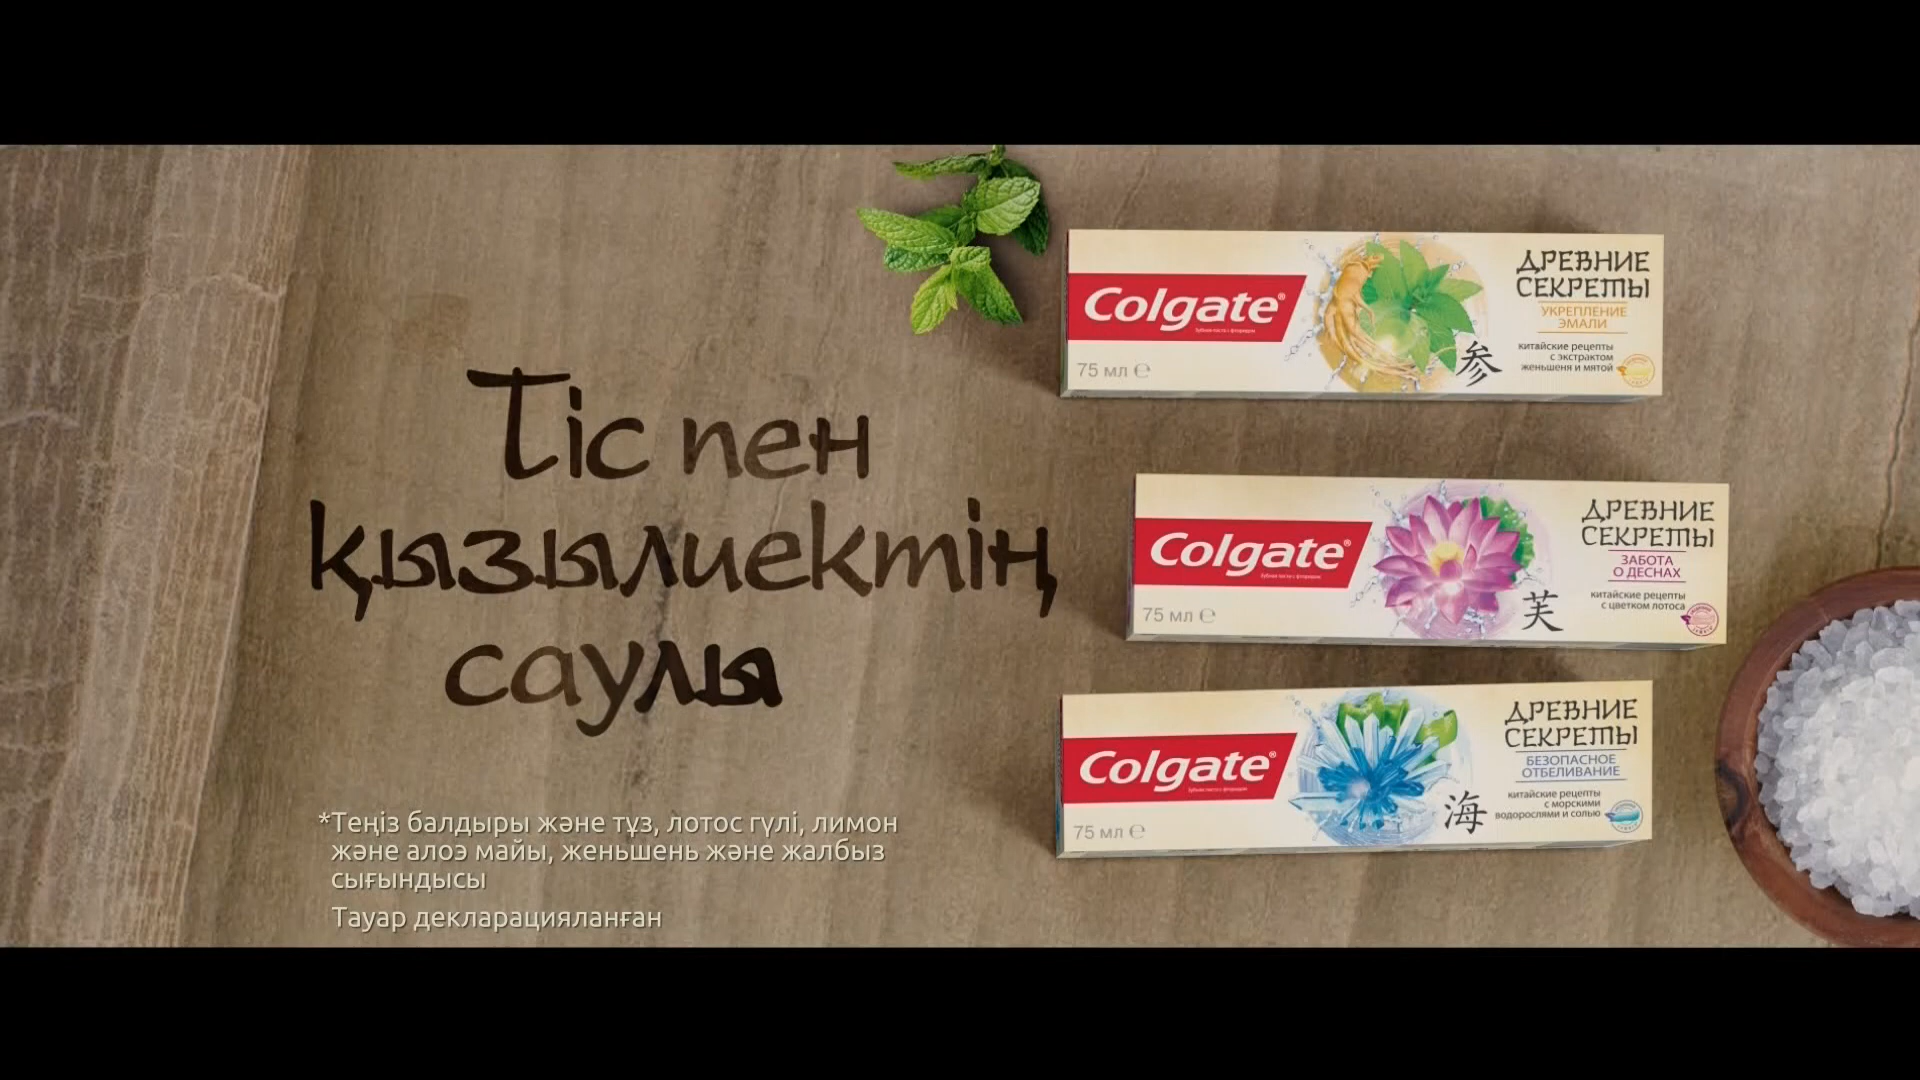 Тіс пен
қызылиектің
саулы
*Теңіз балдыры және тұз, лотос гүлі, лимон
және алоэ майы, женьшень және жалбыз
сығындысы
Тауар декларацияланған
Colgate®
75 мл ℮
参
ДРЕВНИЕ
СЕКРЕТЫ
УКРЕПЛЕНИЕ
ЭМАЛИ
китайские рецепты
с экстрактом
женьшеня и мятой
Colgate®
75 мл ℮
芙
ДРЕВНИЕ
СЕКРЕТЫ
ЗАБОТА
О ДЕСНАХ
китайские рецепты
с цветком лотоса
Colgate®
75 мл ℮
海
ДРЕВНИЕ
СЕКРЕТЫ
БЕЗОПАСНОЕ
ОТБЕЛИВАНИЕ
китайские рецепты
с морскими
водорослями и солью